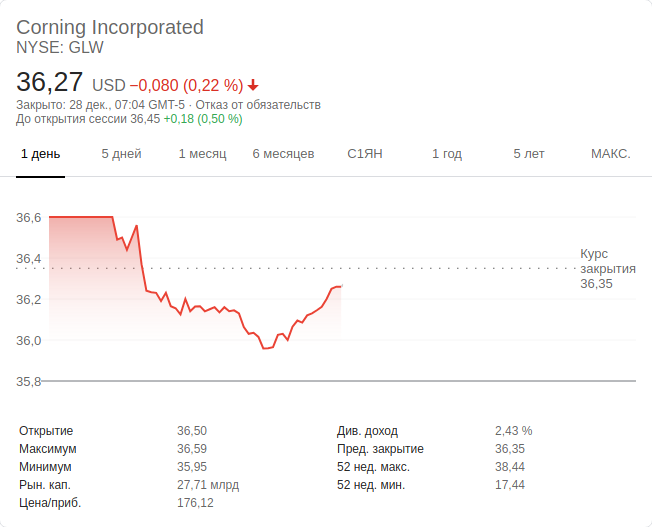 Corning Incorporated
NYSE: GLW
36,27 USD −0,080 (0,22 %)
Закрыто: 28 дек., 07:04 GMT-5 · Отказ от обязательств
До открытия сессии 36,45 +0,18 (0,50 %)
1 день 5 дней 1 месяц 6 месяцев С1ЯН 1 год 5 лет МАКС.
36,6
36,4
Курс
закрытия
36,35
36,2
36,0
35,8
Открытие 36,50 Див. доход 2,43 %
Максимум 36,59 Пред. закрытие 36,35
Минимум 35,95 52 нед. макс. 38,44
Рын. кап. 27,71 млрд 52 нед. мин. 17,44
Цена/приб. 176,12